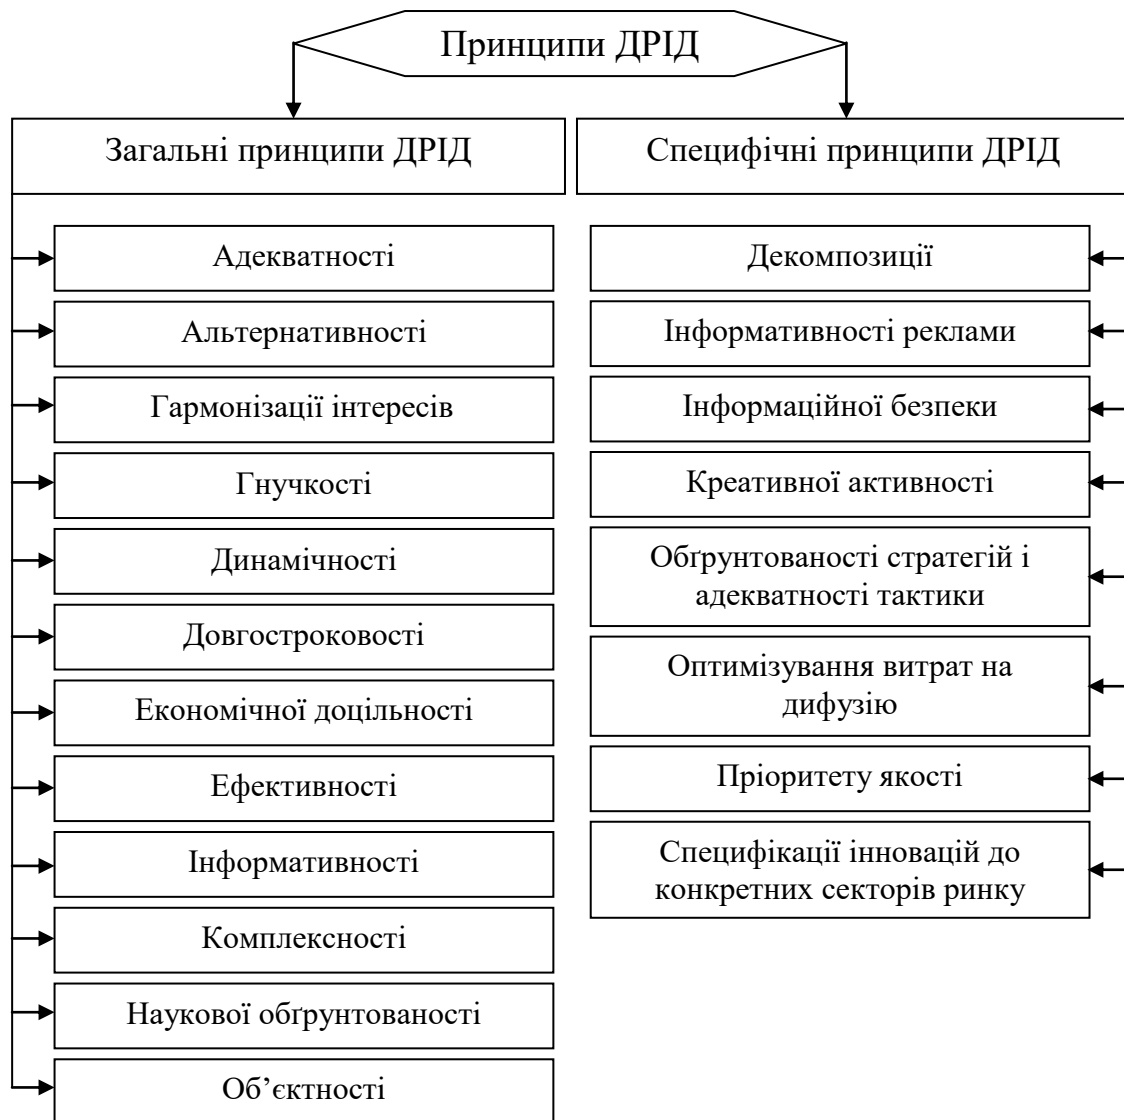 Принципи ДРІД
Загальні принципи ДРІД
Специфічні принципи ДРІД
Адекватності
Альтернативності
Гармонізації інтересів
Гнучкості
Динамічності
Довгостроковості
Економічної доцільності
Ефективності
Інформативності
Комплексності
Наукової обґрунтованості
Об’єктності
Декомпозиції
Інформативності реклами
Інформаційної безпеки
Креативної активності
Обґрунтованості стратегій і
адекватності тактики
Оптимізування витрат на
дифузію
Пріоритету якості
Специфікації інновацій до
конкретних секторів ринку